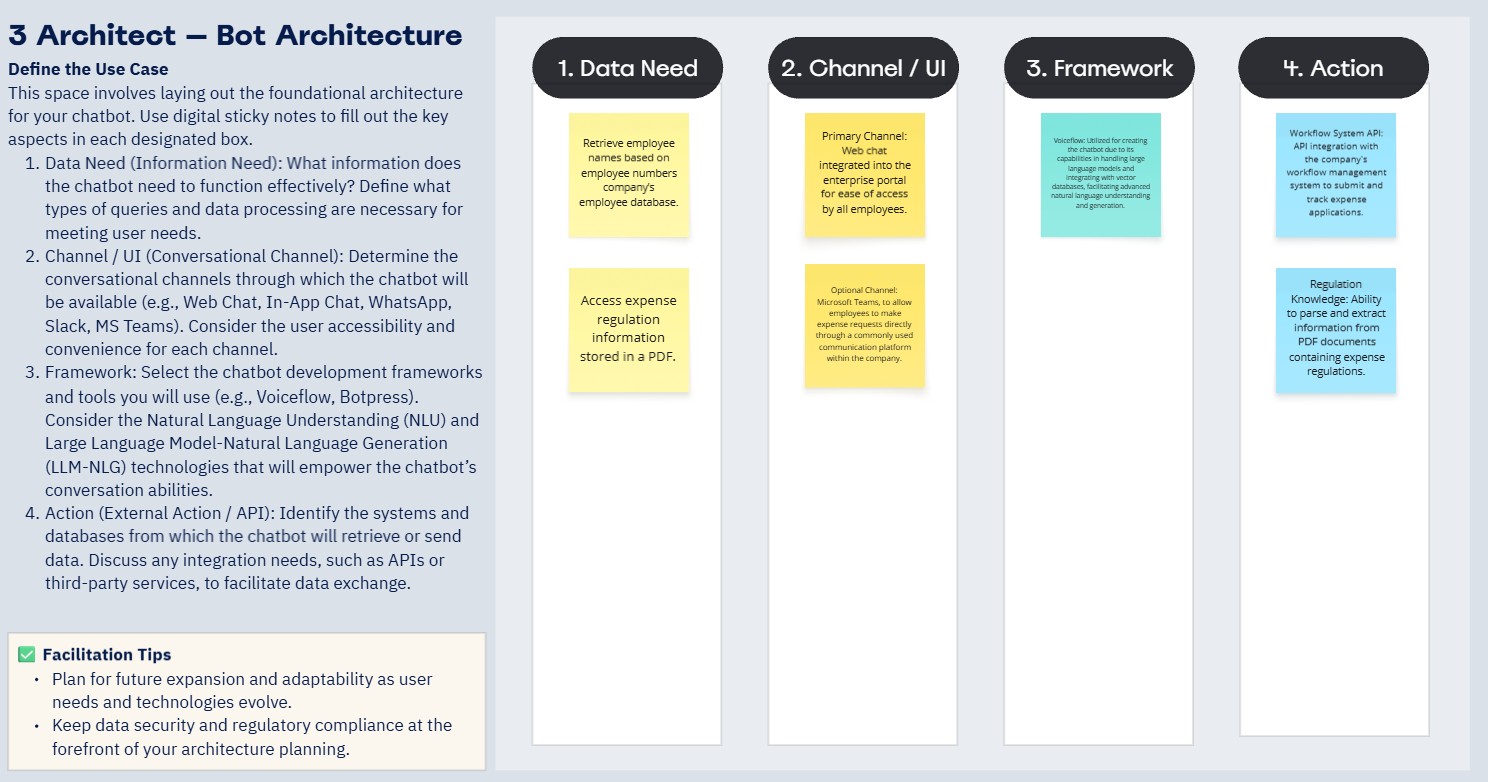 3 Architect — Bot Architecture
Define the Use Case
This space involves laying out the foundational architecture
for your chatbot. Use digital sticky notes to fill out the key
aspects in each designated box.
1. Data Need (Information Need): What information does
the chatbot need to function effectively? Define what
types of queries and data processing are necessary for
meeting user needs.
2. Channel / UI (Conversational Channel): Determine the
conversational channels through which the chatbot will
be available (e.g., Web Chat, In-App Chat, WhatsApp,
Slack, MS Teams). Consider the user accessibility and
convenience for each channel.
3. Framework: Select the chatbot development frameworks
and tools you will use (e.g., Voiceflow, Botpress).
Consider the Natural Language Understanding (NLU) and
Large Language Model-Natural Language Generation
(LLM-NLG) technologies that will empower the chatbot's
conversation abilities.
4. Action (External Action / API): Identify the systems and
databases from which the chatbot will retrieve or send
data. Discuss any integration needs, such as APIs or
third-party services, to facilitate data exchange.
✅ Facilitation Tips
• Plan for future expansion and adaptability as user
needs and technologies evolve.
• Keep data security and regulatory compliance at the
forefront of your architecture planning.
1. Data Need
Retrieve employee
names based on
employee numbers
company's
employee database.
Access expense
regulation
information
stored in a PDF.
2. Channel / UI
Primary Channel:
Web chat
integrated into the
enterprise portal
for ease of access
by all employees.
Optional Channel:
Microsoft Teams, to allow
employees to make
expense requests directly
through a commonly used
communication platform
within the company.
3. Framework
Voiceflow: Utilized for creating
the chatbot due to its
capabilities in handling large
language models and
integrating with vector
databases, facilitating advanced
natural language understanding
and generation.
4. Action
Workflow System API:
API integration with
the company's
workflow management
system to submit and
track expense
applications.
Regulation
Knowledge: Ability
to parse and extract
information from
PDF documents
containing expense
regulations.